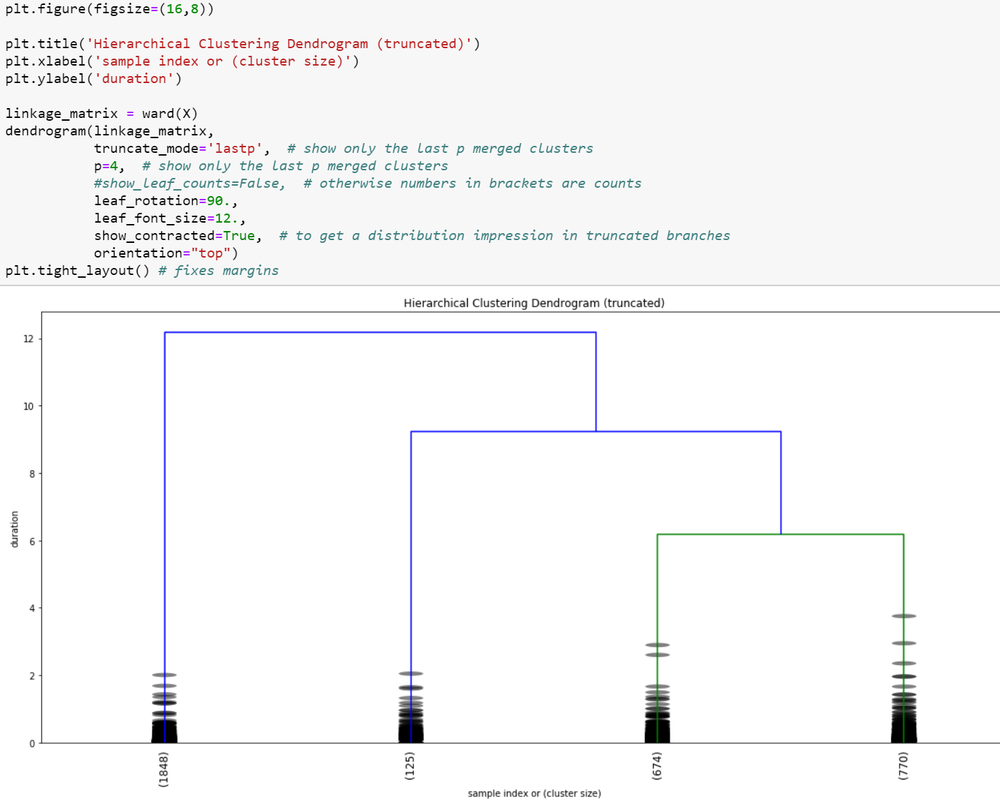 plt.figure(figsize=(16,8))
plt.title('Hierarchical Clustering Dendrogram (truncated)')
plt.xlabel('sample index or (cluster size)')
plt.ylabel('duration')
linkage_matrix = ward(X)
dendrogram(linkage_matrix,
truncate_mode='lastp',  # show only the last p merged clusters
p=4,  # show only the last p merged clusters
#show_leaf_counts=False,  # otherwise numbers in brackets are counts
leaf_rotation=90.,
leaf_font_size=12.,
show_contracted=True,  # to get a distribution impression in truncated branches
orientation="top")
plt.tight_layout() # fixes margins
Hierarchical Clustering Dendrogram (truncated)
12
10
8
6
4
2
0
duration
(1848)
(125)
(674)
(770)
sample index or (cluster size)